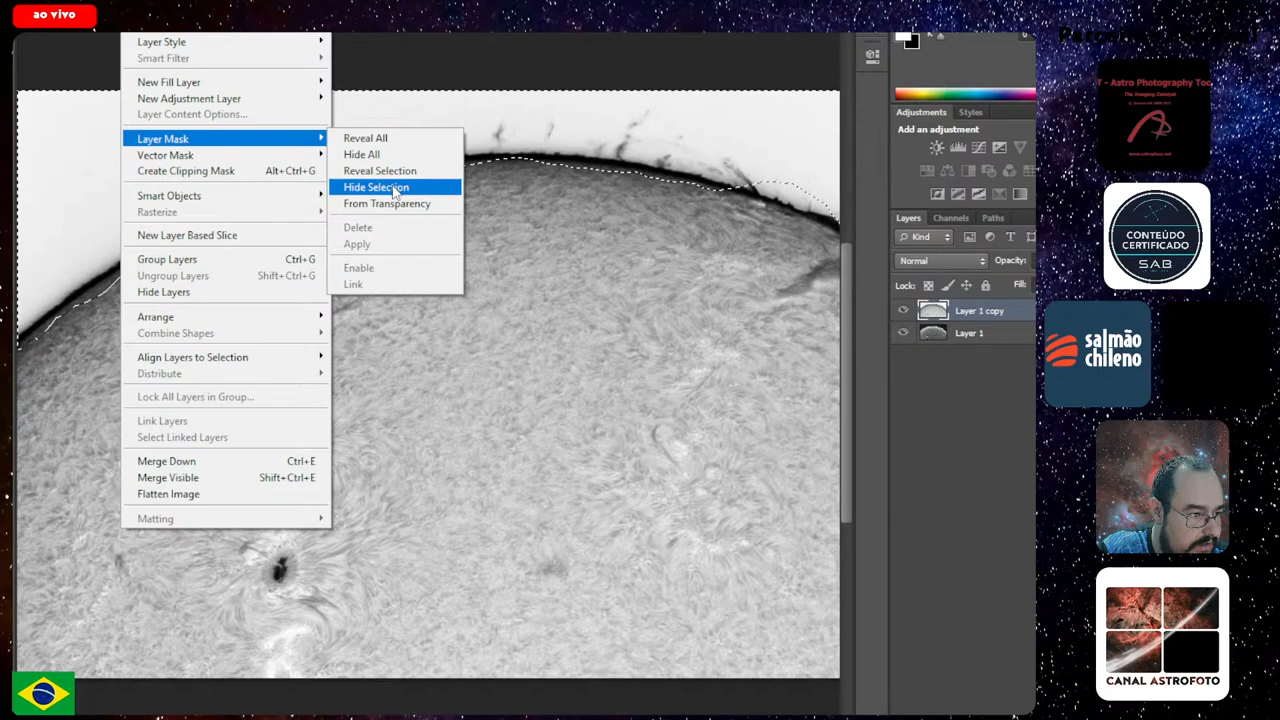 ao vivo
Layer Style
Smart Filter
New Fill Layer
New Adjustment Layer
Layer Content Options...
Layer Mask
Vector Mask
Create Clipping Mask Alt+Ctrl+G
Smart Objects
Rasterize
New Layer Based Slice
Group Layers Ctrl+G
Ungroup Layers Shift+Ctrl+G
Hide Layers
Arrange
Combine Shapes
Align Layers to Selection
Distribute
Lock All Layers in Group...
Link Layers
Select Linked Layers
Merge Down Ctrl+E
Merge Visible Shift+Ctrl+E
Flatten Image
Matting
Reveal All
Hide All
Reveal Selection
Hide Selection
From Transparency
Delete
Apply
Enable
Link
Adjustments Styles
Add an adjustment
Layers Channels Paths
Kind
Normal Opacity:
Lock: Fill:
Layer 1 copy
Layer 1
T - Astro Photography Too
The Imaging Catalyst
CONTEÚDO
CERTIFICADO
SAB
salmão
chileno
CANAL ASTROFOTO